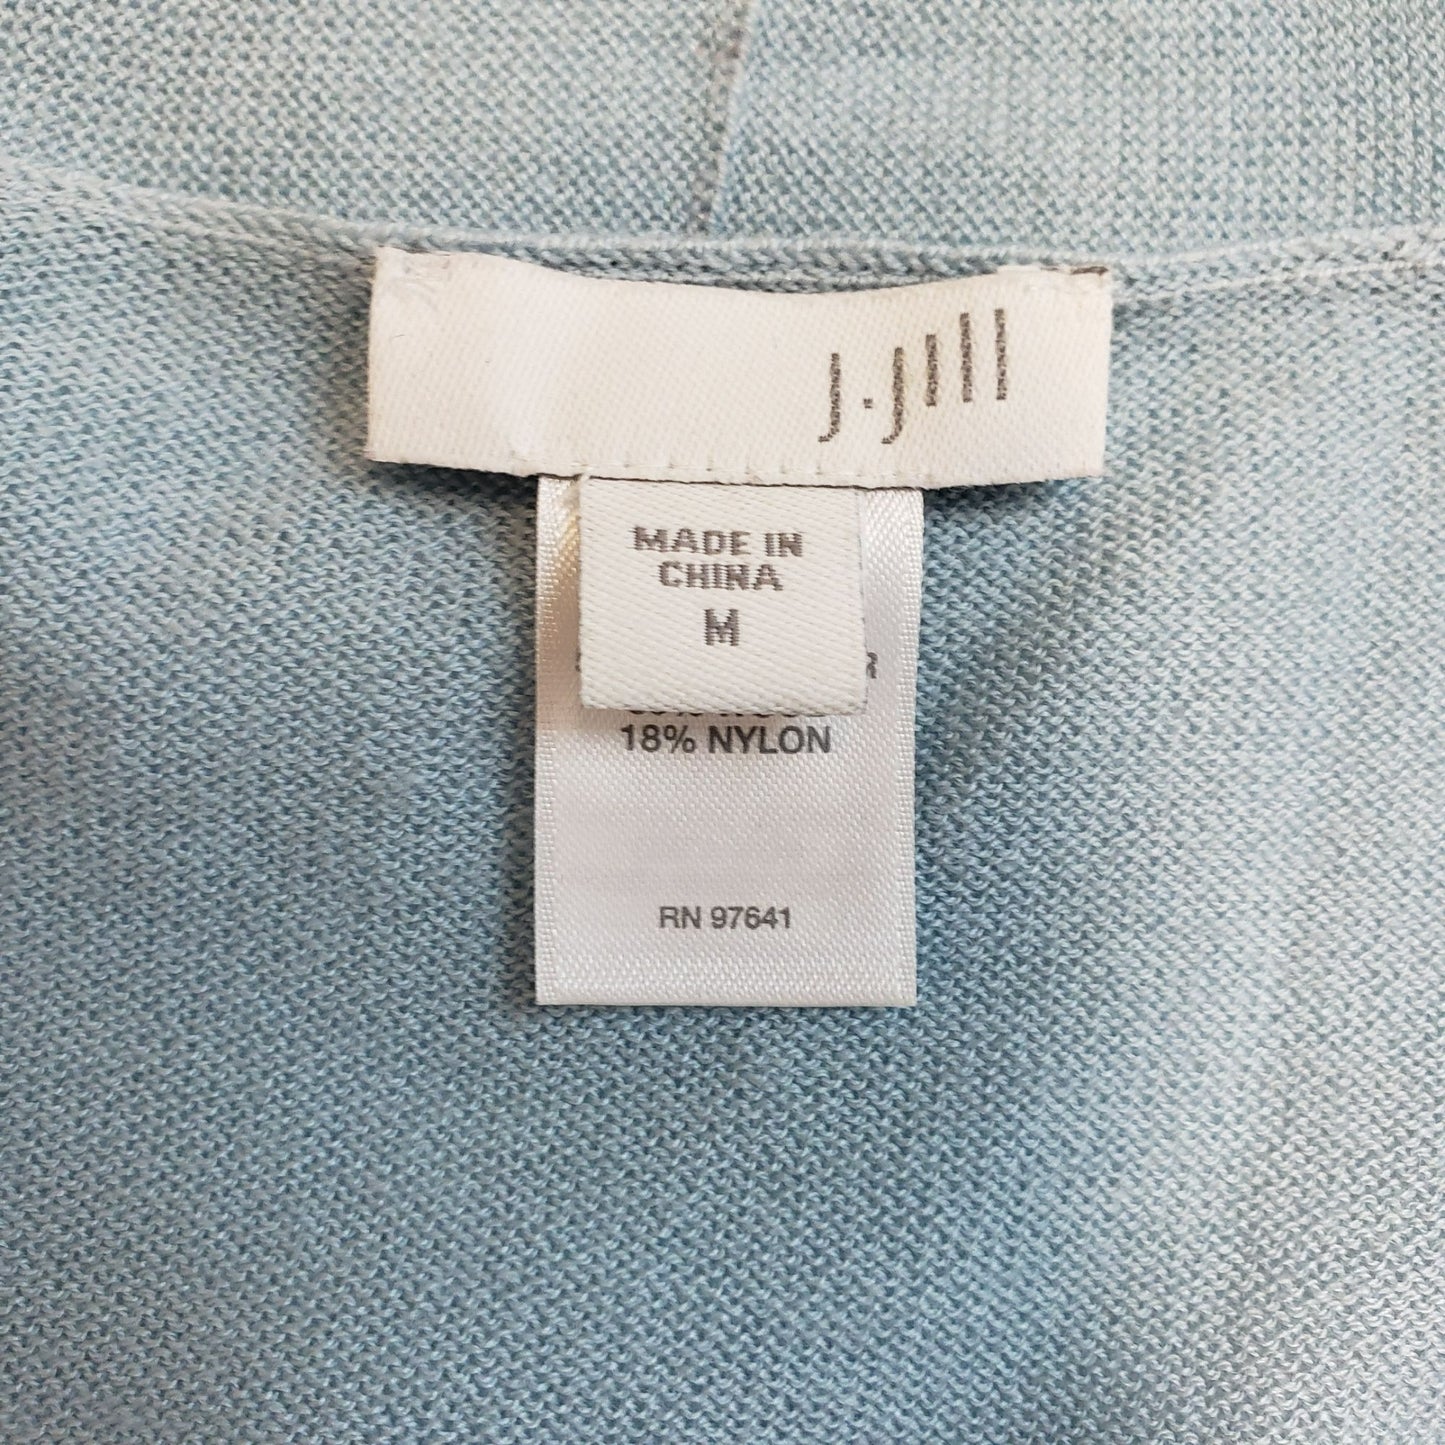 J.Jill
MADE IN
CHINA
M
18% NYLON
RN 97641